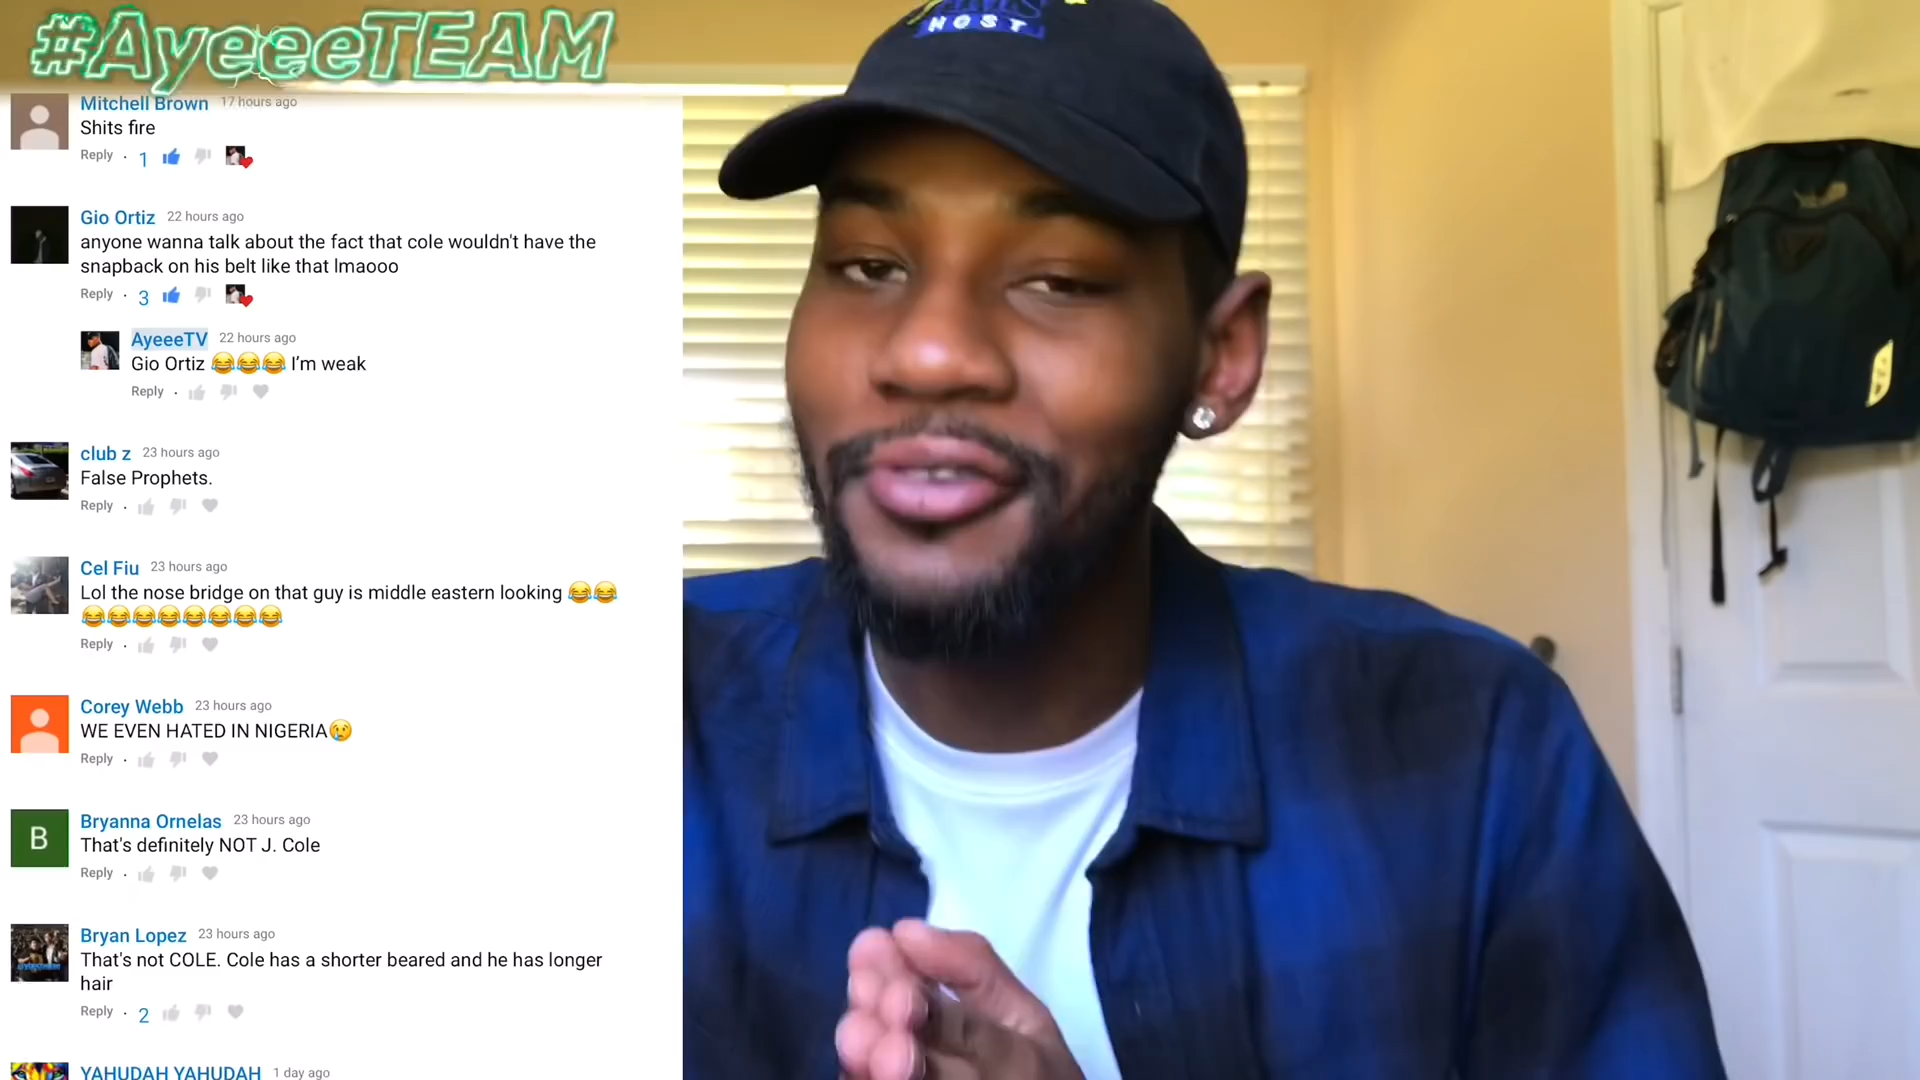 #AyeeeTEAM
HOST
Mitchell Brown 17 hours ago
Shits fire
Reply · 1
Gio Ortiz 22 hours ago
anyone wanna talk about the fact that cole wouldn't have the
snapback on his belt like that lmaooo
Reply · 3
AyeeeTV 22 hours ago
Gio Ortiz 😂😂😂 I'm weak
Reply ·
club z 23 hours ago
False Prophets.
Reply ·
Cel Fiu 23 hours ago
Lol the nose bridge on that guy is middle eastern looking 😂😂
😂😂😂😂😂😂😂😂
Reply ·
Corey Webb 23 hours ago
WE EVEN HATED IN NIGERIA😢
Reply ·
B
Bryanna Ornelas 23 hours ago
That's definitely NOT J. Cole
Reply ·
Bryan Lopez 23 hours ago
That's not COLE. Cole has a shorter beared and he has longer
hair
Reply · 2
YAHUDAH YAHUDAH 1 day ago